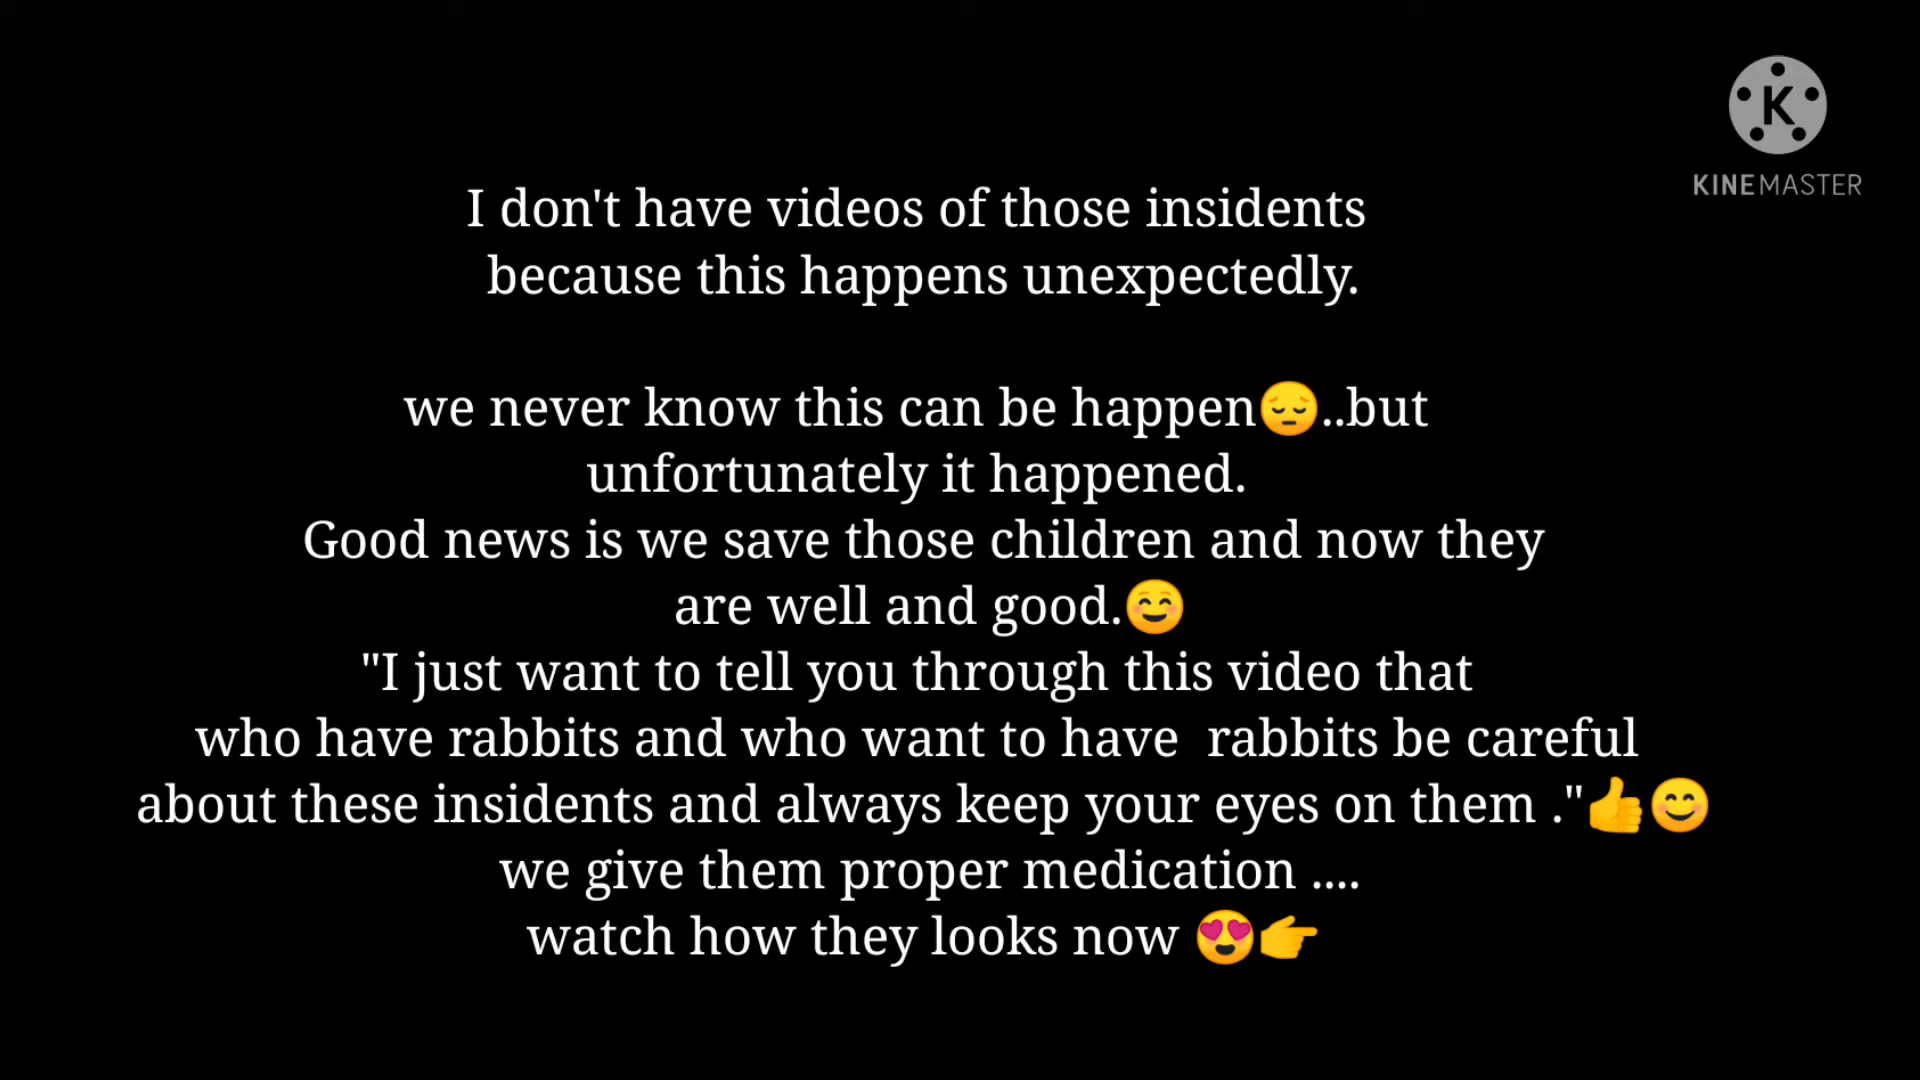 K
KINEMASTER
I don't have videos of those insidents
because this happens unexpectedly.
we never know this can be happen😔..but
unfortunately it happened.
Good news is we save those children and now they
are well and good.☺️
"I just want to tell you through this video that
who have rabbits and who want to have  rabbits be careful
about these insidents and always keep your eyes on them ."👍😊
we give them proper medication ....
watch how they looks now 😍👉